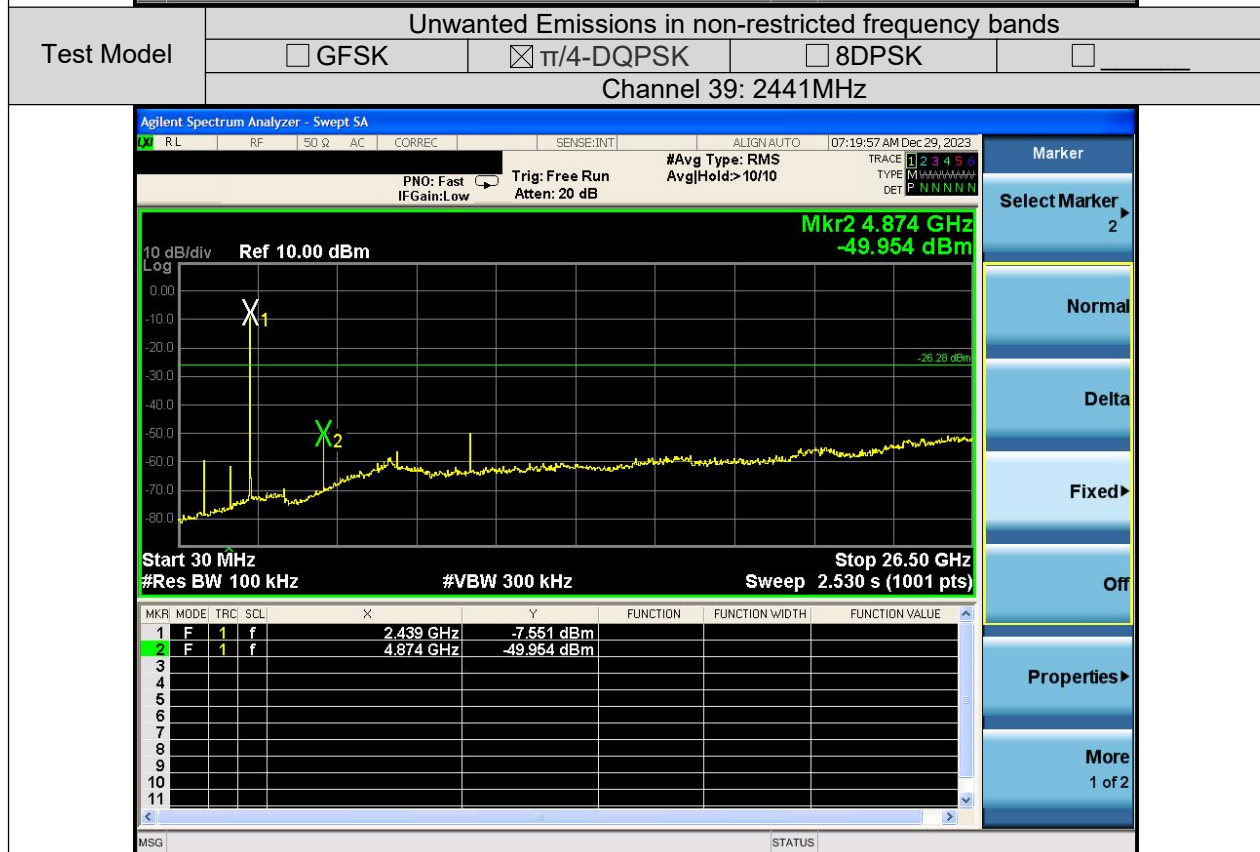 Unwanted Emissions in non-restricted frequency bands
Test Model
☐ GFSK ☒ π/4-DQPSK ☐ 8DPSK ☐ ______
Channel 39: 2441MHz
Agilent Spectrum Analyzer - Swept SA
LXI RL RF 50 Ω AC CORREC SENSE:INT ALIGN AUTO 07:19:57 AM Dec 29, 2023
PNO: Fast Trig: Free Run #Avg Type: RMS TRACE 1 2 3 4 5 6
IFGain:Low Atten: 20 dB Avg|Hold:>10/10 TYPE M WWWWW
DET P N N N N N
Mkr2 4.874 GHz
-49.954 dBm
10 dB/div Ref 10.00 dBm
Log
0.00
-10.0
1
-20.0
-26.28 dBm
-30.0
-40.0
-50.0
2
-60.0
-70.0
-80.0
Start 30 MHz Stop 26.50 GHz
#Res BW 100 kHz #VBW 300 kHz Sweep 2.530 s (1001 pts)
MKR MODE TRC SCL X Y FUNCTION FUNCTION WIDTH FUNCTION VALUE
1 F 1 f 2.439 GHz -7.551 dBm
2 F 1 f 4.874 GHz -49.954 dBm
3
4
5
6
7
8
9
10
11
MSG STATUS
Marker
Select Marker
2
Normal
Delta
Fixed
Off
Properties
More
1 of 2